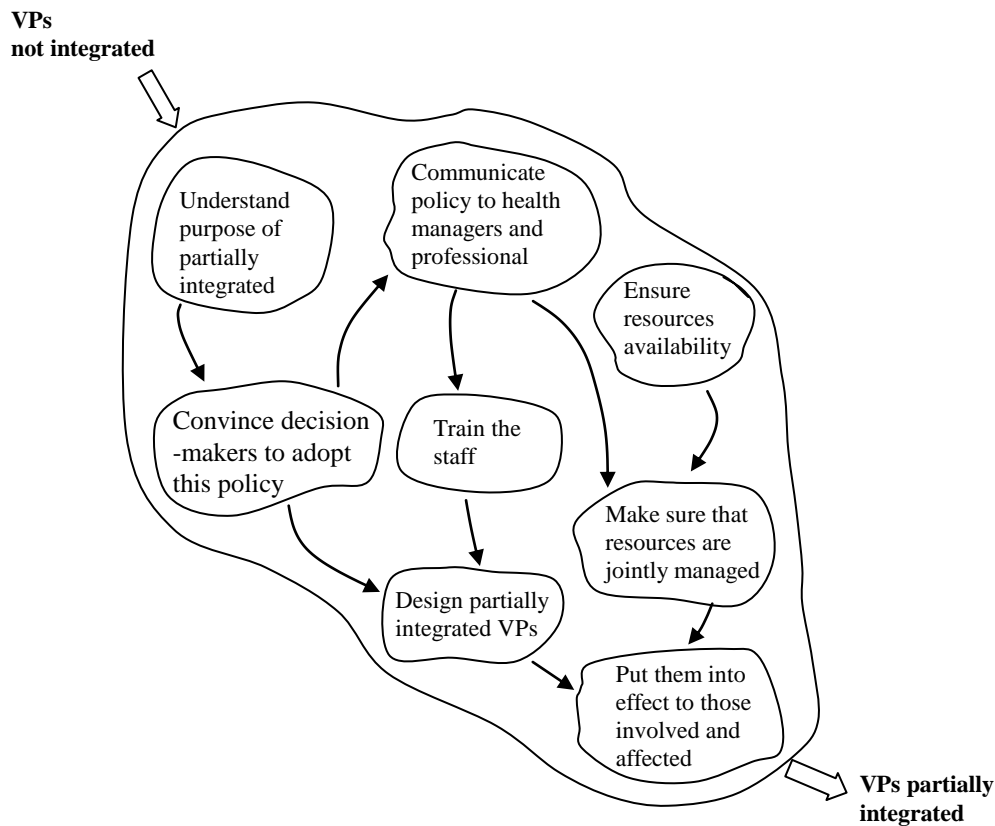 VPs
not integrated
Understand
purpose of
partially
integrated
Communicate
policy to health
managers and
professional
Ensure
resources
availability
Convince decision
-makers to adopt
this policy
Train the
staff
Make sure that
resources are
jointly managed
Design partially
integrated VPs
Put them into
effect to those
involved and
affected
VPs partially
integrated